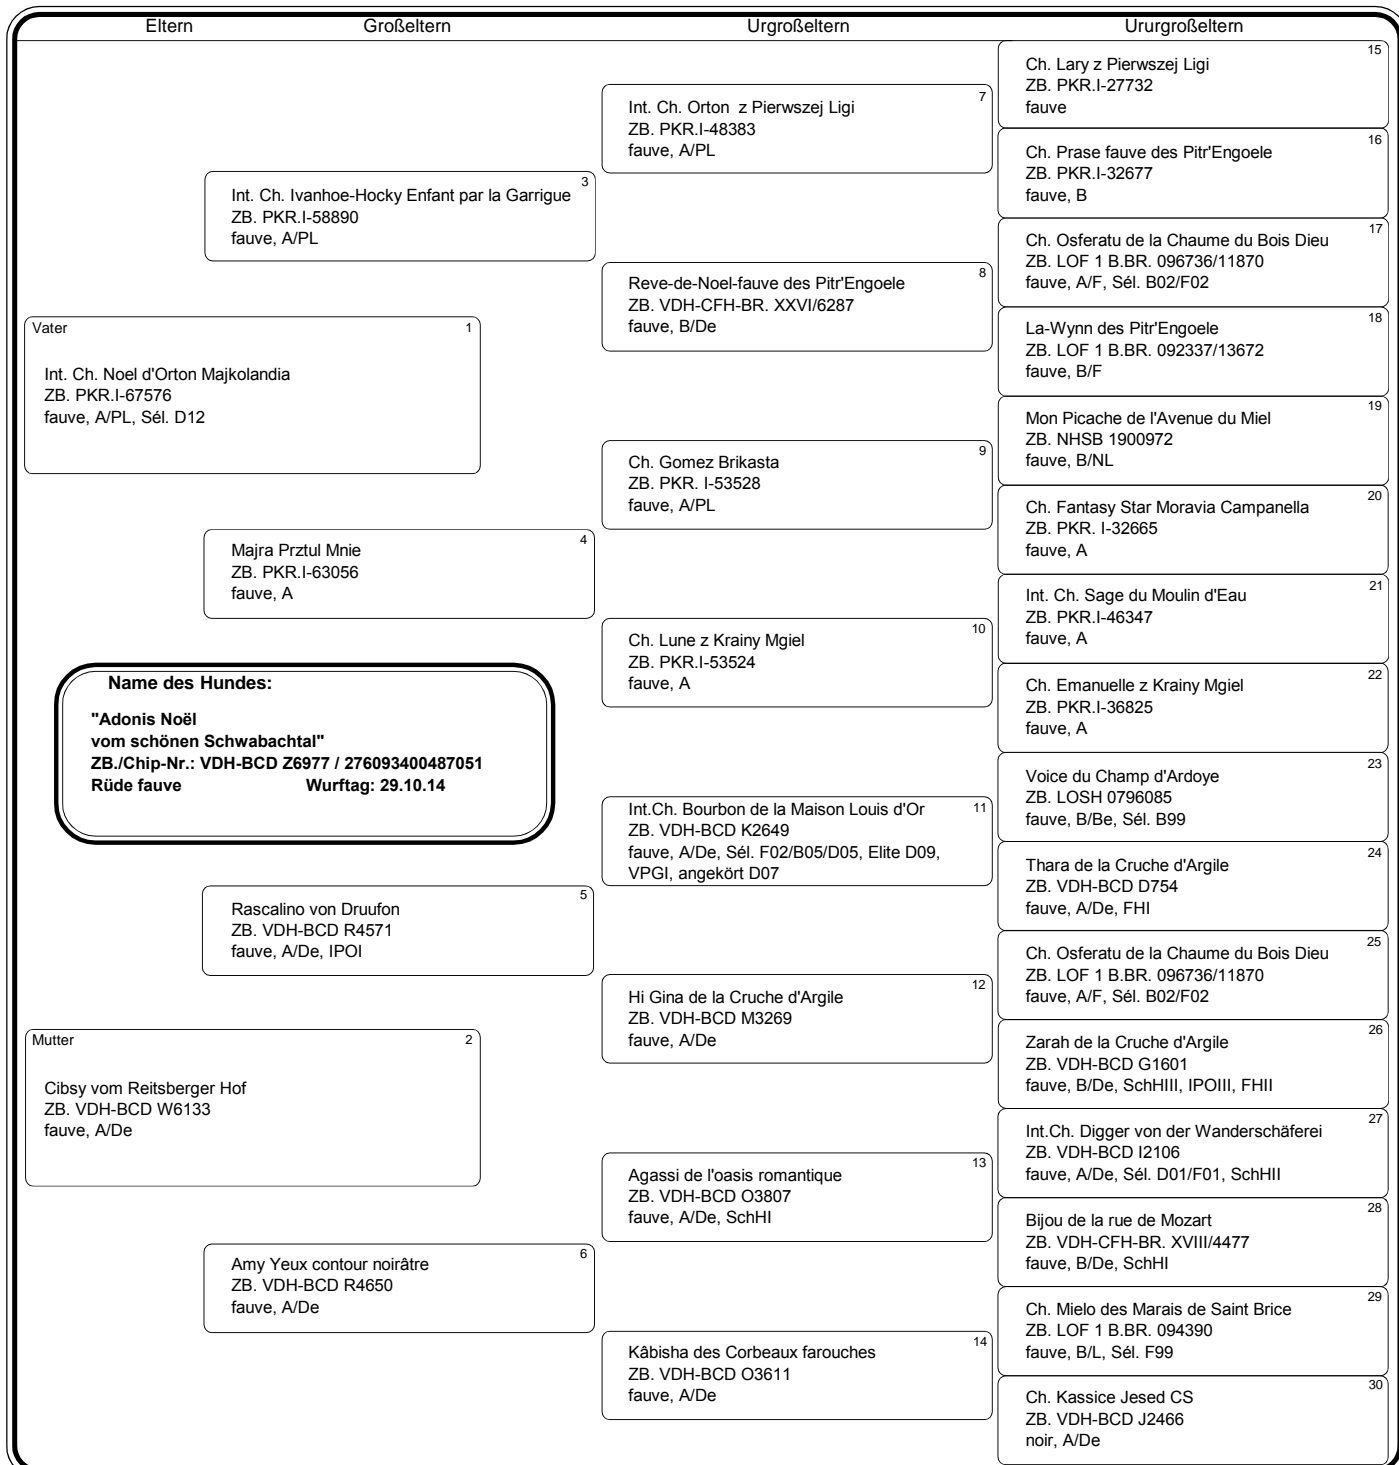 Eltern Großeltern Urgroßeltern Ururgroßeltern
Vater 1
Int. Ch. Noel d'Orton Majkolandia
ZB. PKR.I-67576
fauve, A/PL, Sél. D12
Name des Hundes:
"Adonis Noël
vom schönen Schwabachtal"
ZB./Chip-Nr.: VDH-BCD Z6977 / 276093400487051
Rüde fauve Wurftag: 29.10.14
Mutter 2
Cibsy vom Reitsberger Hof
ZB. VDH-BCD W6133
fauve, A/De
3
Int. Ch. Ivanhoe-Hocky Enfant par la Garrigue
ZB. PKR.I-58890
fauve, A/PL
4
Majra Prztul Mnie
ZB. PKR.I-63056
fauve, A
5
Rascalino von Druufon
ZB. VDH-BCD R4571
fauve, A/De, IPOI
6
Amy Yeux contour noirâtre
ZB. VDH-BCD R4650
fauve, A/De
7
Int. Ch. Orton z Pierwszej Ligi
ZB. PKR.I-48383
fauve, A/PL
8
Reve-de-Noel-fauve des Pitr'Engoele
ZB. VDH-CFH-BR. XXVI/6287
fauve, B/De
9
Ch. Gomez Brikasta
ZB. PKR. I-53528
fauve, A/PL
10
Ch. Lune z Krainy Mgiel
ZB. PKR.I-53524
fauve, A
11
Int.Ch. Bourbon de la Maison Louis d'Or
ZB. VDH-BCD K2649
fauve, A/De, Sél. F02/B05/D05, Elite D09,
VPGI, angekört D07
12
Hi Gina de la Cruche d'Argile
ZB. VDH-BCD M3269
fauve, A/De
13
Agassi de l'oasis romantique
ZB. VDH-BCD O3807
fauve, A/De, SchHI
14
Kâbisha des Corbeaux farouches
ZB. VDH-BCD O3611
fauve, A/De
15
Ch. Lary z Pierwszej Ligi
ZB. PKR.I-27732
fauve
16
Ch. Prase fauve des Pitr'Engoele
ZB. PKR.I-32677
fauve, B
17
Ch. Osferatu de la Chaume du Bois Dieu
ZB. LOF 1 B.BR. 096736/11870
fauve, A/F, Sél. B02/F02
18
La-Wynn des Pitr'Engoele
ZB. LOF 1 B.BR. 092337/13672
fauve, B/F
19
Mon Picache de l'Avenue du Miel
ZB. NHSB 1900972
fauve, B/NL
20
Ch. Fantasy Star Moravia Campanella
ZB. PKR. I-32665
fauve, A
21
Int. Ch. Sage du Moulin d'Eau
ZB. PKR.I-46347
fauve, A
22
Ch. Emanuelle z Krainy Mgiel
ZB. PKR.I-36825
fauve, A
23
Voice du Champ d'Ardoye
ZB. LOSH 0796085
fauve, B/Be, Sél. B99
24
Thara de la Cruche d'Argile
ZB. VDH-BCD D754
fauve, A/De, FHI
25
Ch. Osferatu de la Chaume du Bois Dieu
ZB. LOF 1 B.BR. 096736/11870
fauve, A/F, Sél. B02/F02
26
Zarah de la Cruche d'Argile
ZB. VDH-BCD G1601
fauve, B/De, SchHIII, IPOIII, FHII
27
Int.Ch. Digger von der Wanderschäferei
ZB. VDH-BCD I2106
fauve, A/De, Sél. D01/F01, SchHII
28
Bijou de la rue de Mozart
ZB. VDH-CFH-BR. XVIII/4477
fauve, B/De, SchHI
29
Ch. Mielo des Marais de Saint Brice
ZB. LOF 1 B.BR. 094390
fauve, B/L, Sél. F99
30
Ch. Kassice Jesed CS
ZB. VDH-BCD J2466
noir, A/De